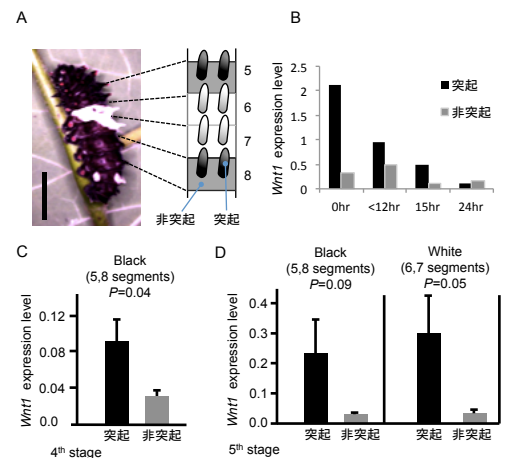 A
5
6
7
8
非突起 突起
B
Wnt1 expression level
2.5
2
1.5
1
0.5
0
突起
非突起
0hr <12hr 15hr 24hr
C
Black
(5,8 segments)
P=0.04
Wnt1 expression level
0.12
0.08
0.04
0.0
突起 非突起
4th stage
D
Black
(5,8 segments)
P=0.09
White
(6,7 segments)
P=0.05
Wnt1 expression level
0.4
0.3
0.2
0.1
0.0
突起 非突起 突起 非突起
5th stage